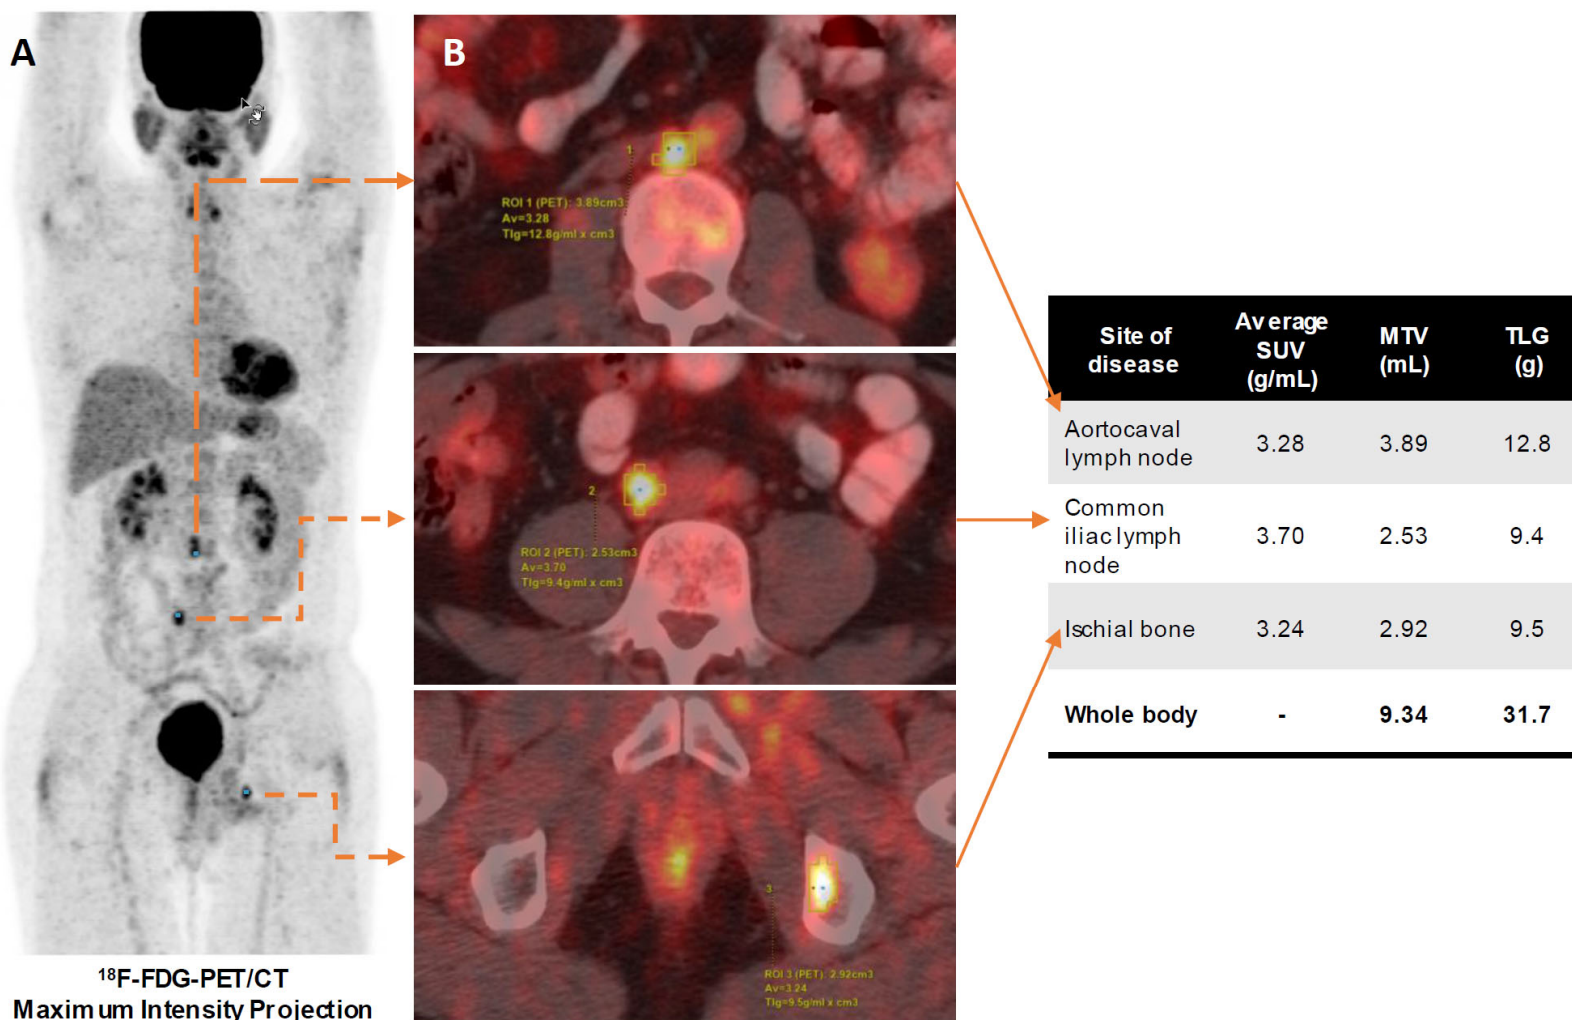 A
B
1
ROI 1 (PET): 3.89cm3
Av=3.28
Tlg=12.8g/ml x cm3
2
ROI 2 (PET): 2.53cm3
Av=3.70
Tlg=9.4g/ml x cm3
3
ROI 3 (PET): 2.92cm3
Av=3.24
Tlg=9.5g/ml x cm3
18F-FDG-PET/CT
Maximum Intensity Projection
Site of disease Average SUV (g/mL) MTV (mL) TLG (g)
Aortocaval lymph node 3.28 3.89 12.8
Common iliac lymph node 3.70 2.53 9.4
Ischial bone 3.24 2.92 9.5
Whole body - 9.34 31.7